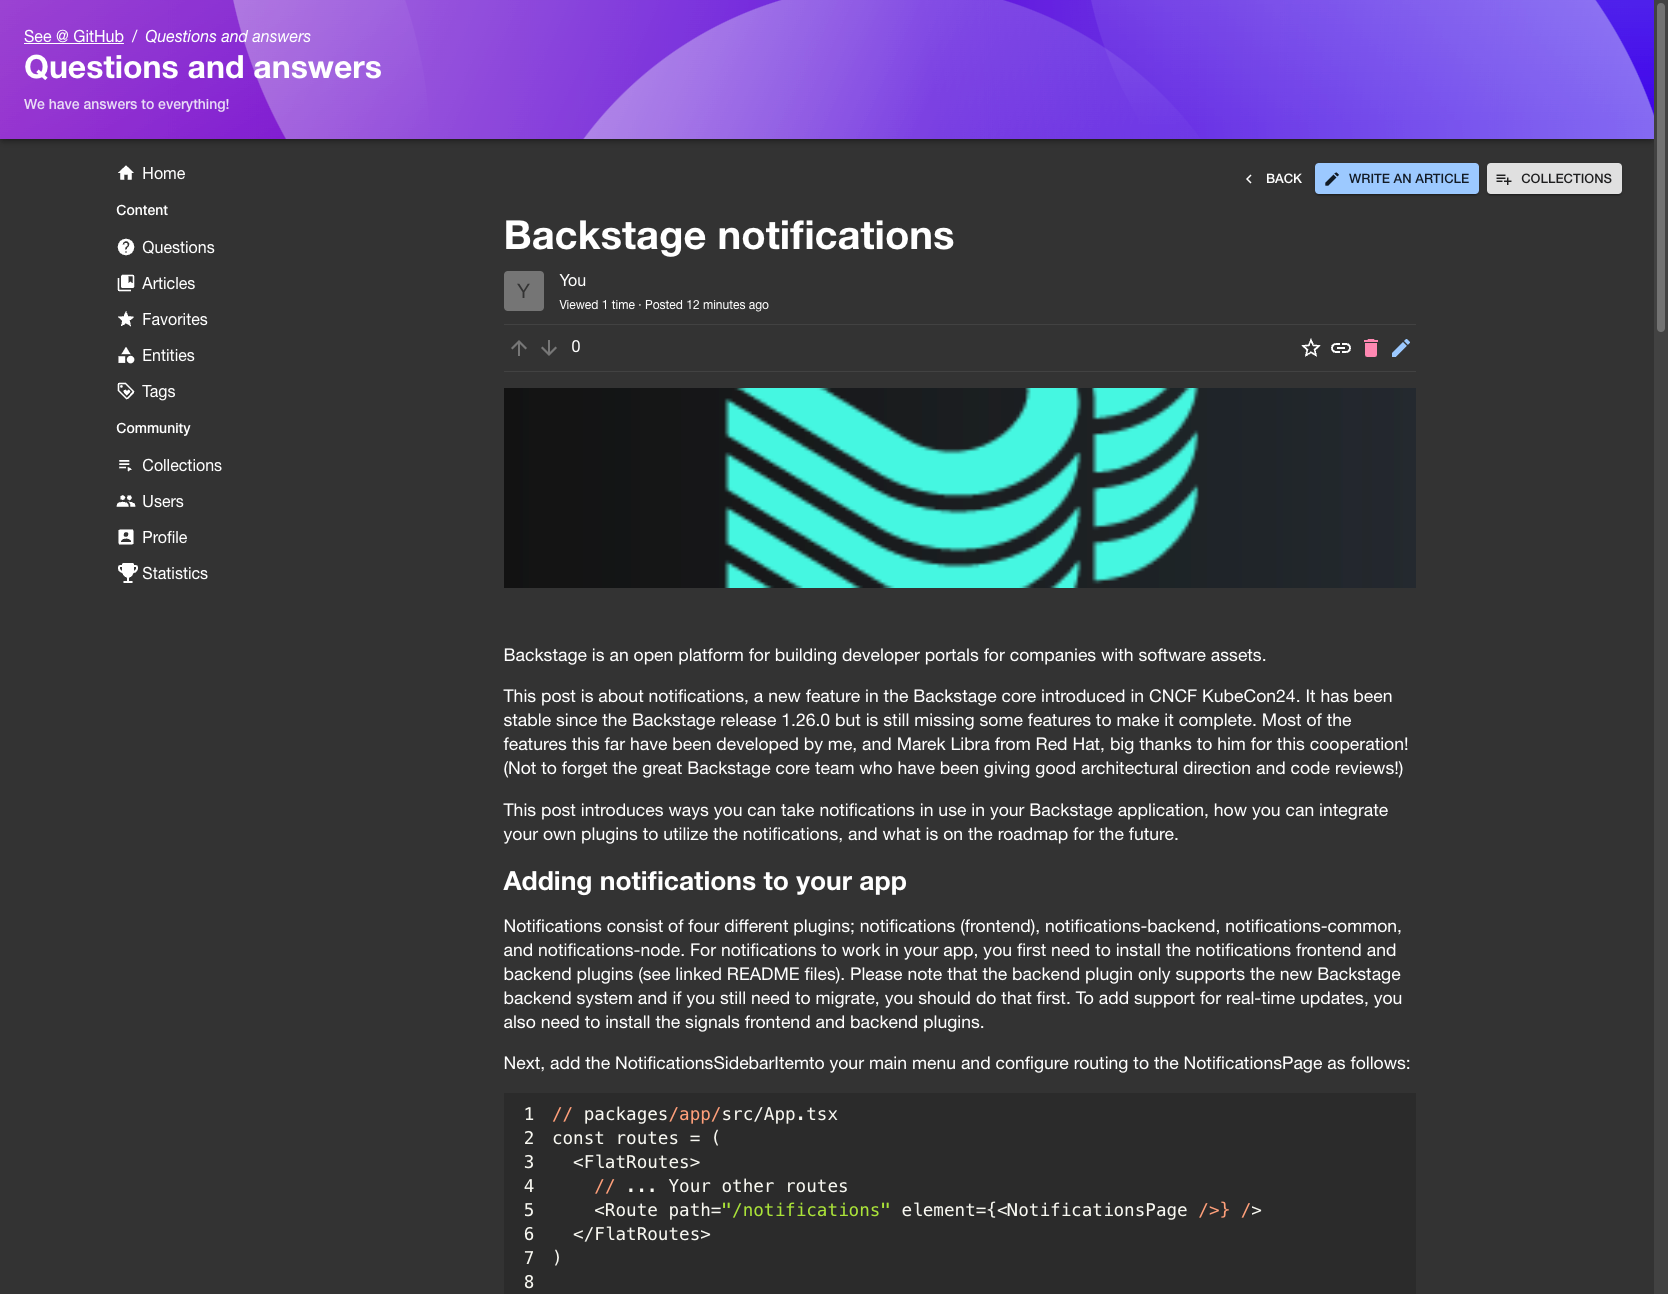 See @ GitHub / Questions and answers
Questions and answers
We have answers to everything!
Home
Content
Questions
Articles
Favorites
Entities
Tags
Community
Collections
Users
Profile
Statistics
BACK
WRITE AN ARTICLE
COLLECTIONS
Backstage notifications
Y
You
Viewed 1 time · Posted 12 minutes ago
0
Backstage is an open platform for building developer portals for companies with software assets.
This post is about notifications, a new feature in the Backstage core introduced in CNCF KubeCon24. It has been
stable since the Backstage release 1.26.0 but is still missing some features to make it complete. Most of the
features this far have been developed by me, and Marek Libra from Red Hat, big thanks to him for this cooperation!
(Not to forget the great Backstage core team who have been giving good architectural direction and code reviews!)
This post introduces ways you can take notifications in use in your Backstage application, how you can integrate
your own plugins to utilize the notifications, and what is on the roadmap for the future.
Adding notifications to your app
Notifications consist of four different plugins; notifications (frontend), notifications-backend, notifications-common,
and notifications-node. For notifications to work in your app, you first need to install the notifications frontend and
backend plugins (see linked README files). Please note that the backend plugin only supports the new Backstage
backend system and if you still need to migrate, you should do that first. To add support for real-time updates, you
also need to install the signals frontend and backend plugins.
Next, add the NotificationsSidebarItemto your main menu and configure routing to the NotificationsPage as follows:
1 // packages/app/src/App.tsx
2 const routes = (
3   <FlatRoutes>
4     // ... Your other routes
5     <Route path="/notifications" element={<NotificationsPage />} />
6   </FlatRoutes>
7 )
8